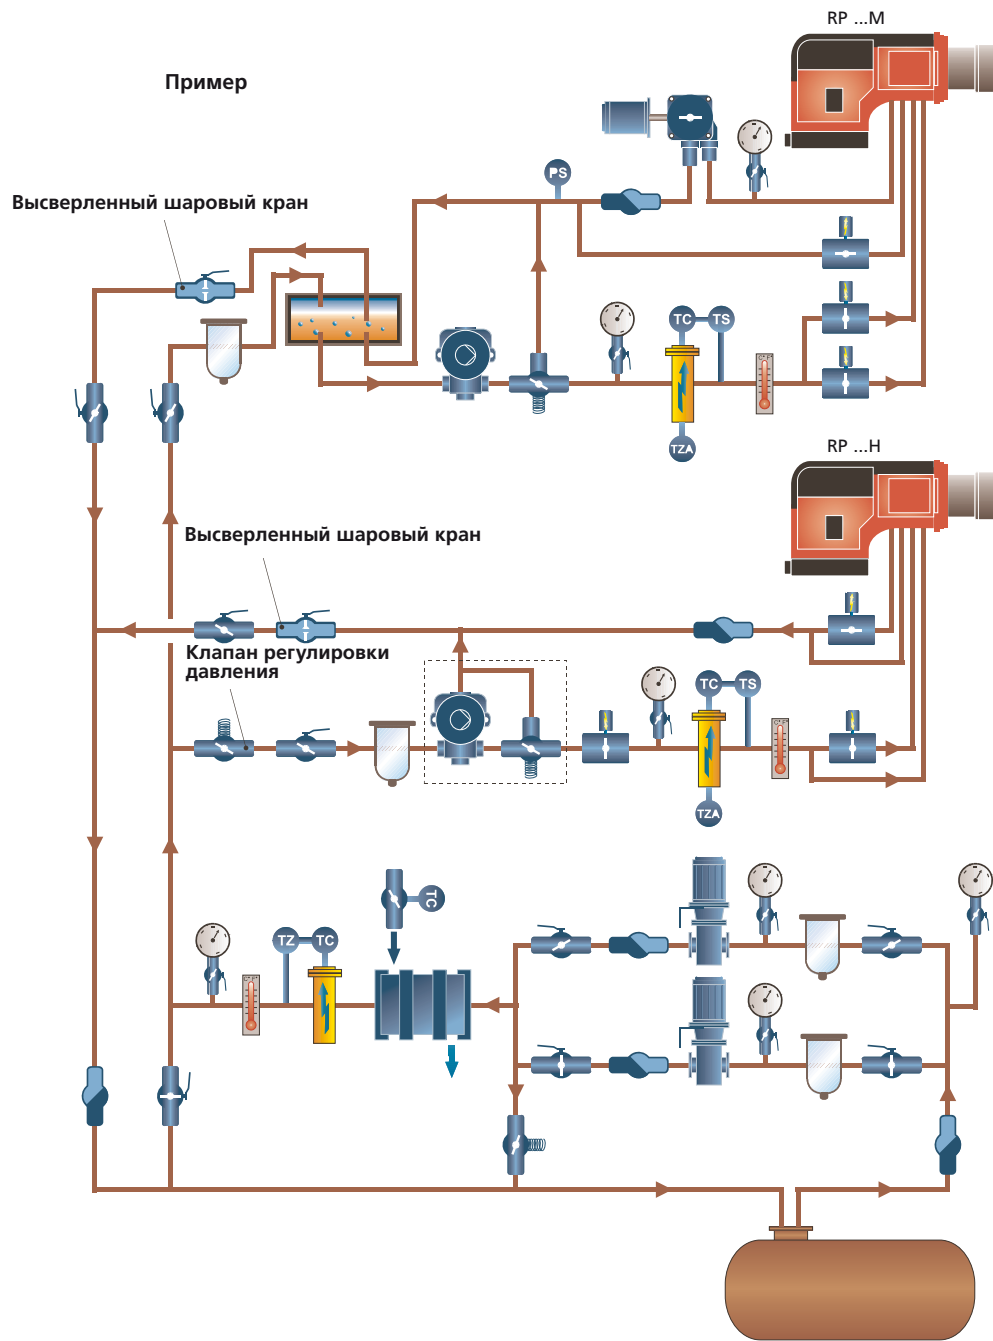 RP ...M
Пример
PS
Высверленный шаровый кран
TC TS
TZA
RP ...H
Высверленный шаровый кран
Клапан регулировки
давления
TC TS
TZA
TC
TZ TC